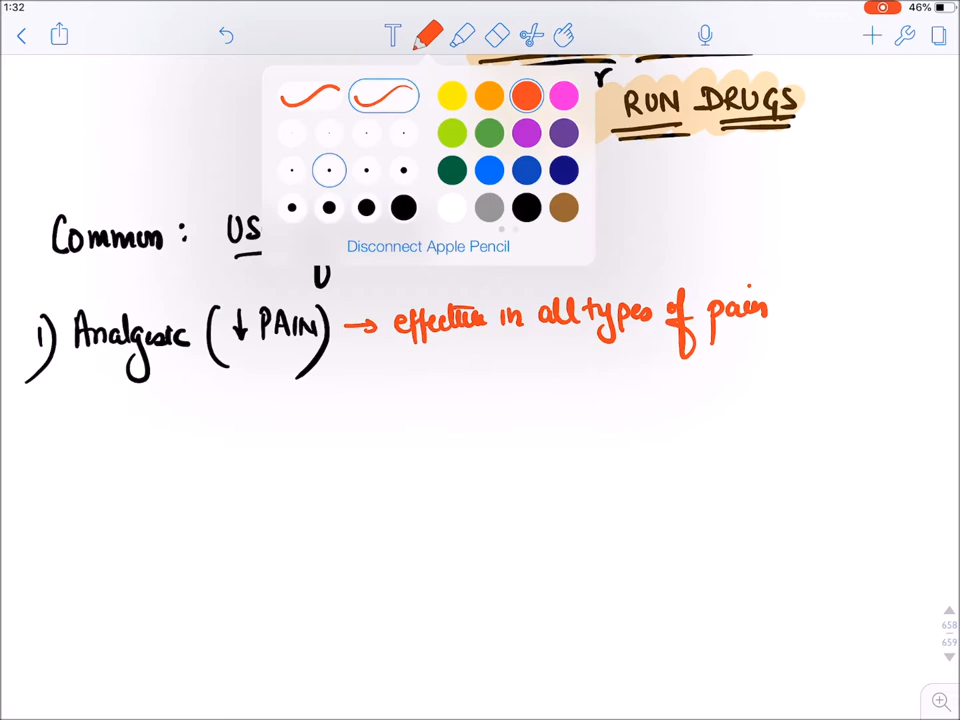 1:32 46%
T
r
RUN DRUGS
Disconnect Apple Pencil
Common : US
1) Analgesic (↓ PAIN) → effective in all types of pain
658
659